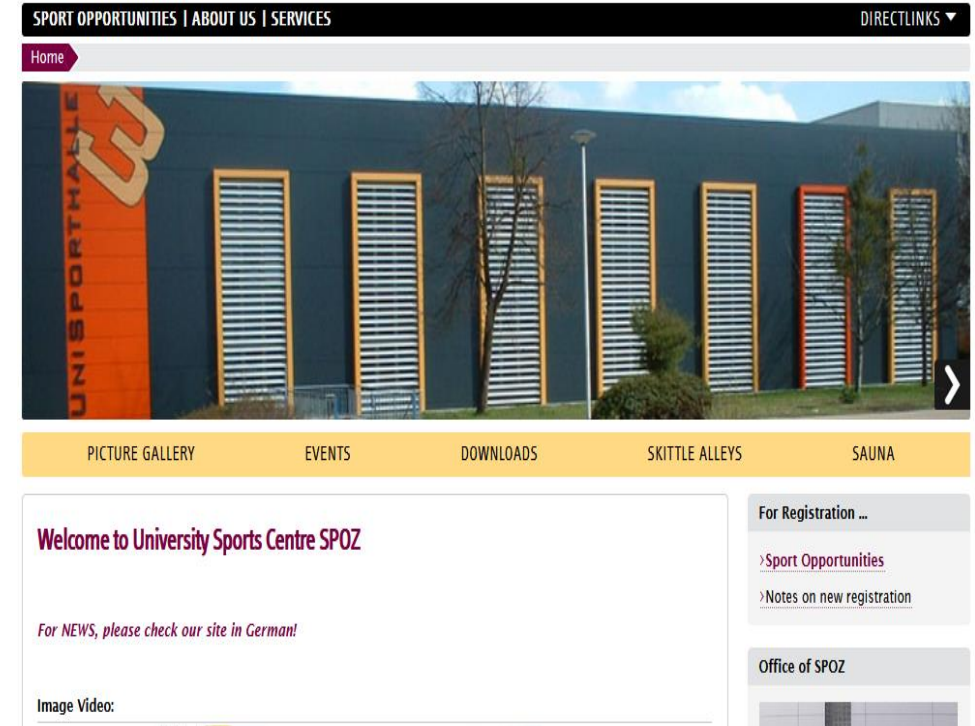 SPORT OPPORTUNITIES | ABOUT US | SERVICES
DIRECTLINKS ▼
Home
UNISPORTHALLE
3
PICTURE GALLERY
EVENTS
DOWNLOADS
SKITTLE ALLEYS
SAUNA
Welcome to University Sports Centre SPOZ
For NEWS, please check our site in German!
Image Video:
For Registration ...
›Sport Opportunities
›Notes on new registration
Office of SPOZ